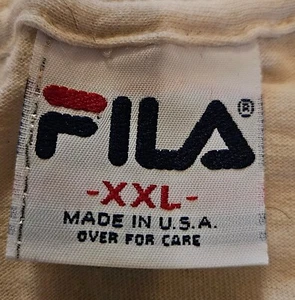 FILA®
-XXL-
MADE IN U.S.A.
OVER FOR CARE